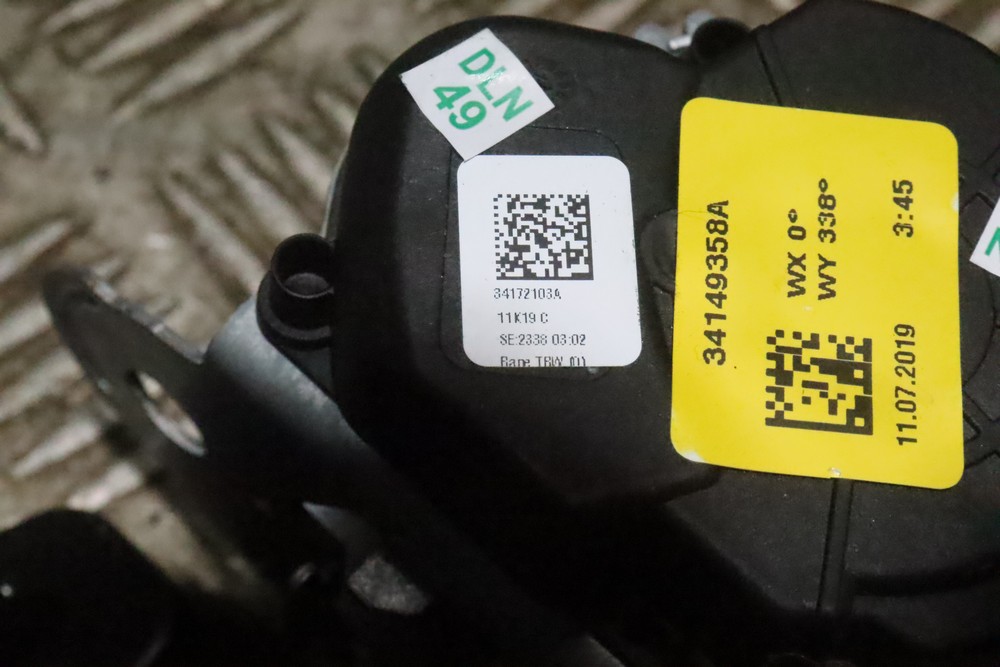 DLN
49
34172103A
11K19 C
SE:2338 03:02
34149358A
WX 0°
WY 338°
3:45
11.07.2019